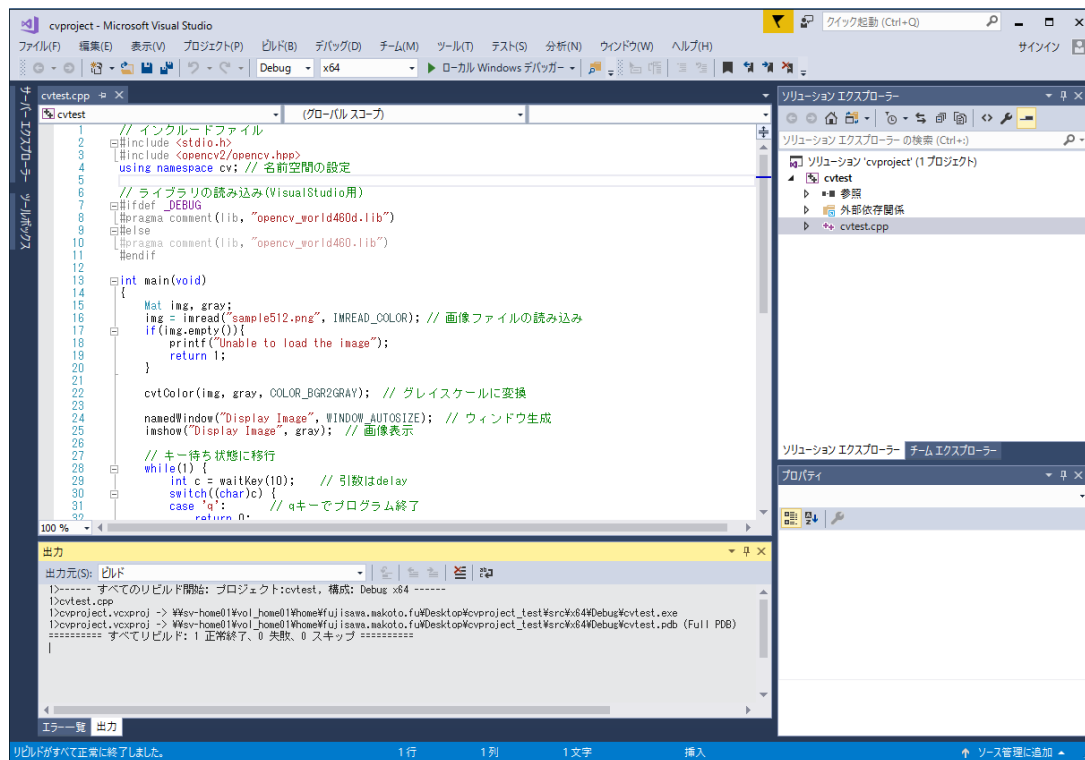 cvproject - Microsoft Visual Studio
クイック起動 (Ctrl+Q)
ファイル(F) 編集(E) 表示(V) プロジェクト(P) ビルド(B) デバッグ(D) チーム(M) ツール(T) テスト(S) 分析(N) ウィンドウ(W) ヘルプ(H)
サインイン
Debug x64 ローカル Windows デバッガー
サーバー エクスプローラー
ツールボックス
cvtest.cpp
cvtest (グローバル スコープ)
1 // インクルードファイル
2 #include <stdio.h>
3 #include <opencv2/opencv.hpp>
4 using namespace cv; // 名前空間の設定
5
6 // ライブラリの読み込み(VisualStudio用)
7 #ifdef _DEBUG
8 #pragma comment(lib, "opencv_world460d.lib")
9 #else
10 #pragma comment(lib, "opencv_world460.lib")
11 #endif
12
13 int main(void)
14 {
15 Mat img, gray;
16 img = imread("sample512.png", IMREAD_COLOR); // 画像ファイルの読み込み
17 if(img.empty()){
18 printf("Unable to load the image");
19 return 1;
20 }
21
22 cvtColor(img, gray, COLOR_BGR2GRAY); // グレイスケールに変換
23
24 namedWindow("Display Image", WINDOW_AUTOSIZE); // ウィンドウ生成
25 imshow("Display Image", gray); // 画像表示
26
27 // キー待ち状態に移行
28 while(1) {
29 int c = waitKey(10); // 引数はdelay
30 switch((char)c) {
31 case 'q': // qキーでプログラム終了
32 return 0;
100 %
出力
出力元(S): ビルド
1>------ すべてのリビルド開始: プロジェクト:cvtest, 構成: Debug x64 ------
1>cvtest.cpp
1>cvproject.vcxproj -> ¥¥sv-home01¥vol_home01¥home¥fujisawa.makoto.fu¥Desktop¥cvproject_test¥src¥x64¥Debug¥cvtest.exe
1>cvproject.vcxproj -> ¥¥sv-home01¥vol_home01¥home¥fujisawa.makoto.fu¥Desktop¥cvproject_test¥src¥x64¥Debug¥cvtest.pdb (Full PDB)
========== すべてリビルド: 1 正常終了、0 失敗、0 スキップ ==========
エラー一覧 出力
ソリューション エクスプローラー
ソリューション エクスプローラー の検索 (Ctrl+;)
ソリューション 'cvproject' (1 プロジェクト)
cvtest
参照
外部依存関係
cvtest.cpp
ソリューション エクスプローラー チーム エクスプローラー
プロパティ
リビルドがすべて正常に終了しました。 1 行 1 列 1 文字 挿入 ソース管理に追加